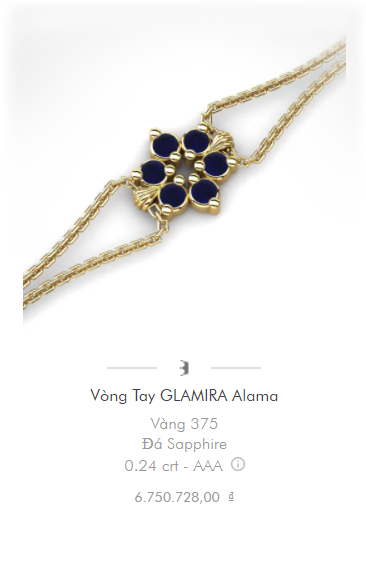 Vòng Tay GLAMIRA Alama
Vàng 375
Đá Sapphire
0.24 crt - AAA
6.750.728,00 ₫